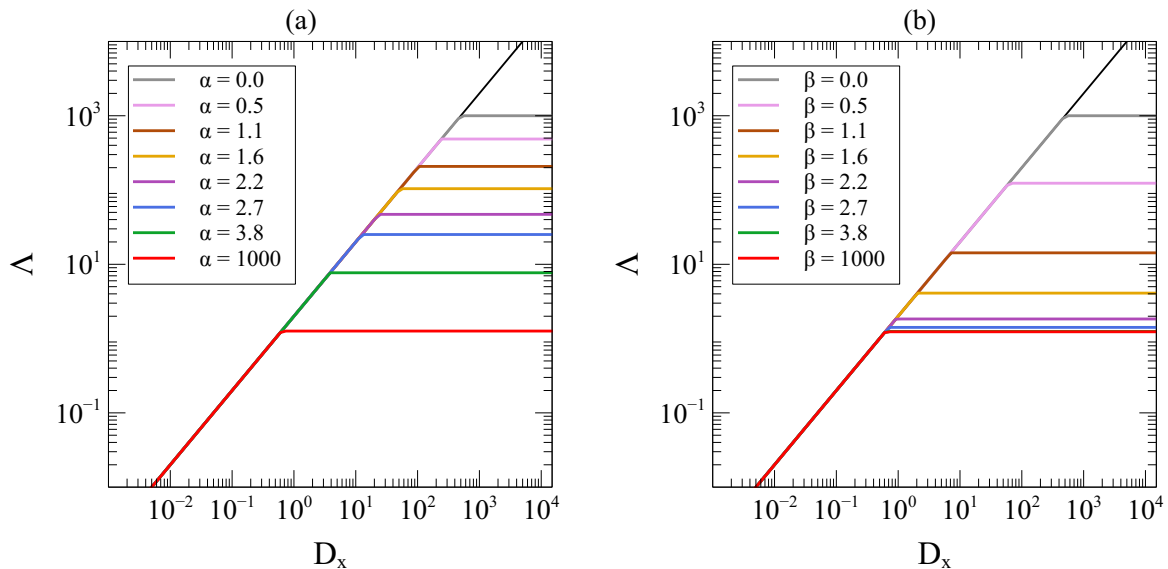 (a)
Λ
10³
10¹
10⁻¹
α = 0.0
α = 0.5
α = 1.1
α = 1.6
α = 2.2
α = 2.7
α = 3.8
α = 1000
10⁻² 10⁻¹ 10⁰ 10¹ 10² 10³ 10⁴
Dₓ
(b)
Λ
10³
10¹
10⁻¹
β = 0.0
β = 0.5
β = 1.1
β = 1.6
β = 2.2
β = 2.7
β = 3.8
β = 1000
10⁻² 10⁻¹ 10⁰ 10¹ 10² 10³ 10⁴
Dₓ